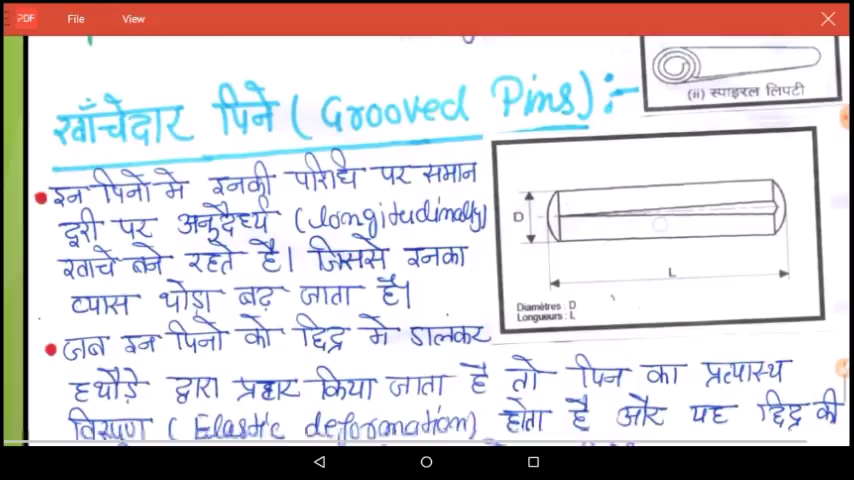 PDF File View
(ii) स्पाइरल लिपटी
खाँचेदार पिने (Grooved Pins) :-
इन पिनो मे इनकी परिधि पर समान
दूरी पर अनुदैर्ध्य (longitudinally)
खाचे बने रहते है। जिससे इनका
व्यास थोड़ा बढ़ जाता है।
D
L
Diamètres : D
Longueurs : L
जब इन पिनो को छिद्र मे डालकर
हथौड़े द्वारा प्रहार किया जाता है तो पिन का प्रत्यास्थ
विरुपण (Elastic deformation) होता है और यह छिद्र की